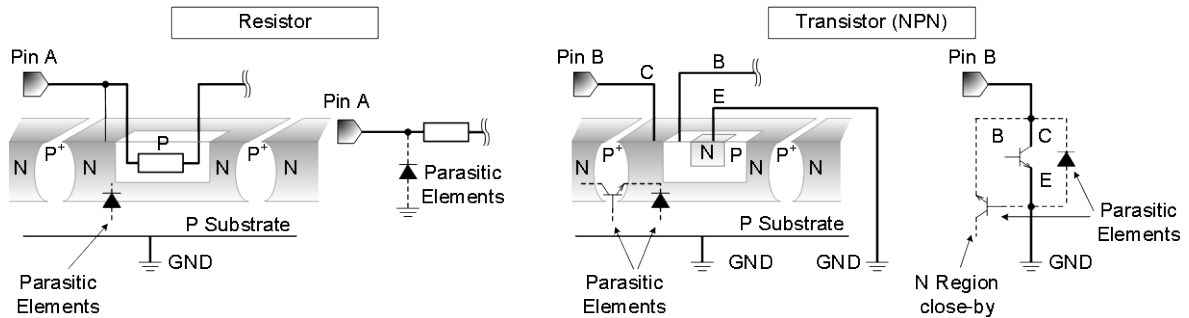 Resistor
Pin A
P
N
P+
N
P+
N
N
P Substrate
GND
Parasitic
Elements
Pin A
Parasitic
Elements
Transistor (NPN)
Pin B
C
B
E
N
P+
N
N
P
P+
N
N
P Substrate
GND
GND
Parasitic
Elements
Pin B
B
C
E
Parasitic
Elements
GND
N Region
close-by